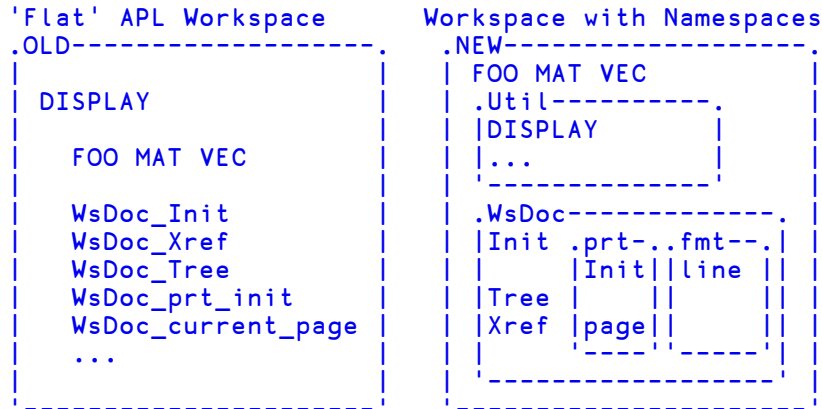 'Flat' APL Workspace      Workspace with Namespaces
.OLD-------------------.   .NEW-------------------.
|                      |   | FOO MAT VEC          |
| DISPLAY              |   | .Util----------.     |
|                      |   | |DISPLAY       |     |
|   FOO MAT VEC        |   | |...           |     |
|                      |   | '--------------'     |
|   WsDoc_Init         |   | .WsDoc-------------. |
|   WsDoc_Xref         |   | |Init .prt-..fmt--.| |
|   WsDoc_Tree         |   | |     |Init||line || |
|   WsDoc_prt_init     |   | |Tree |    ||     || |
|   WsDoc_current_page |   | |Xref |page||     || |
|   ...                |   | |     '----''-----'| |
|                      |   | '------------------' |
'----------------------'   '----------------------'